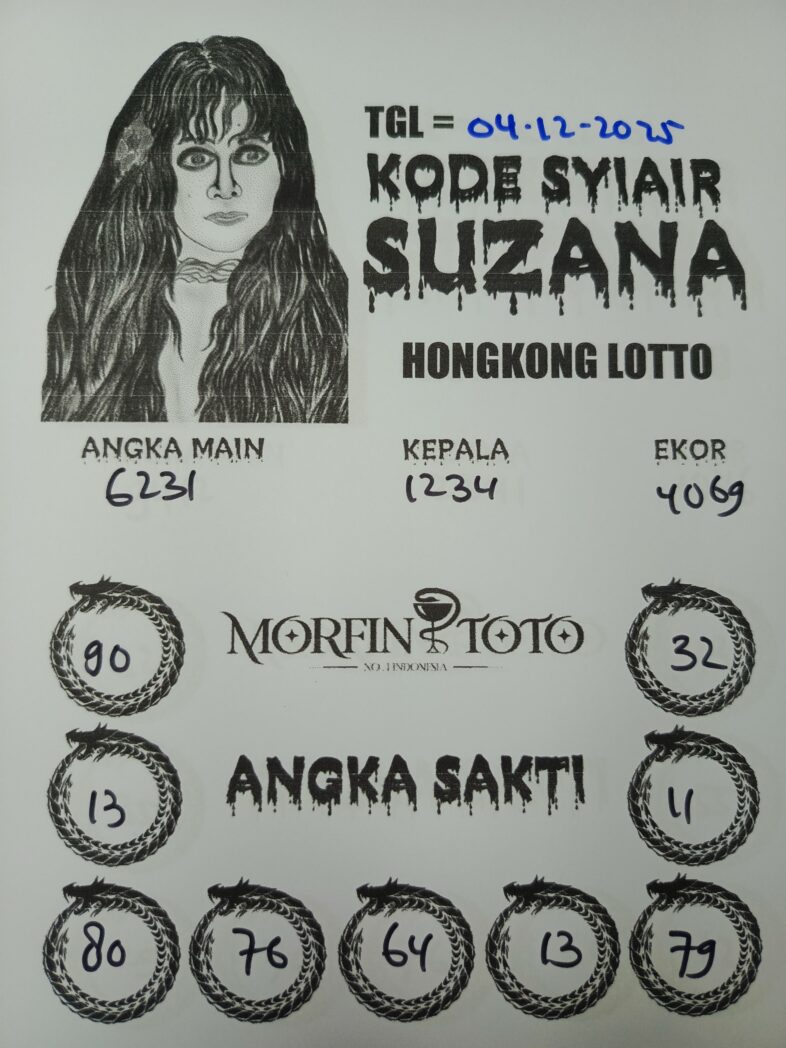 TGL = 04-12-2025
KODE SYIAIR
SUZANA
HONGKONG LOTTO
ANGKA MAIN KEPALA EKOR
6231 1234 4069
90 MORFIN TOTO 32
NO.1 INDONESIA
13 ANGKA SAKTI 11
80 76 64 13 79